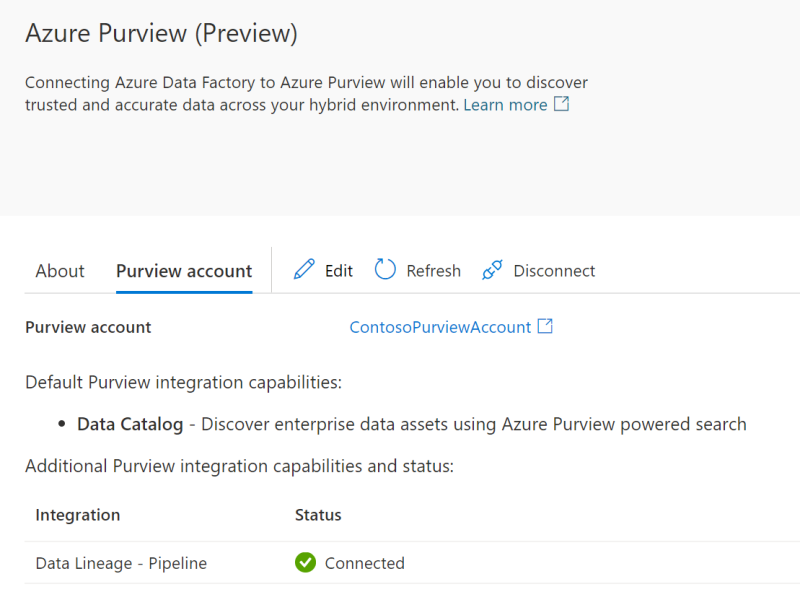 Azure Purview (Preview)
Connecting Azure Data Factory to Azure Purview will enable you to discover
trusted and accurate data across your hybrid environment. Learn more
About Purview account Edit Refresh Disconnect
Purview account ContosoPurviewAccount
Default Purview integration capabilities:
• Data Catalog - Discover enterprise data assets using Azure Purview powered search
Additional Purview integration capabilities and status:
Integration Status
Data Lineage - Pipeline Connected